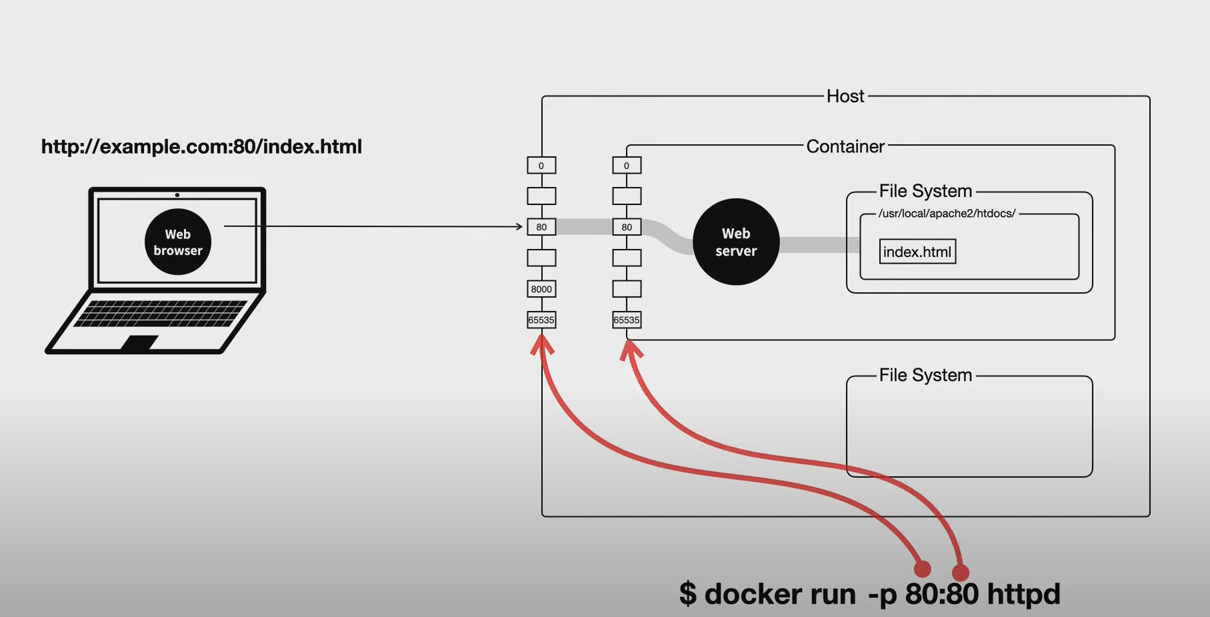 Host
http://example.com:80/index.html
Container
0
0
File System
/usr/local/apache2/htdocs/
Web
browser
80
80
Web
server
index.html
8000
65535
65535
File System
$ docker run -p 80:80 httpd